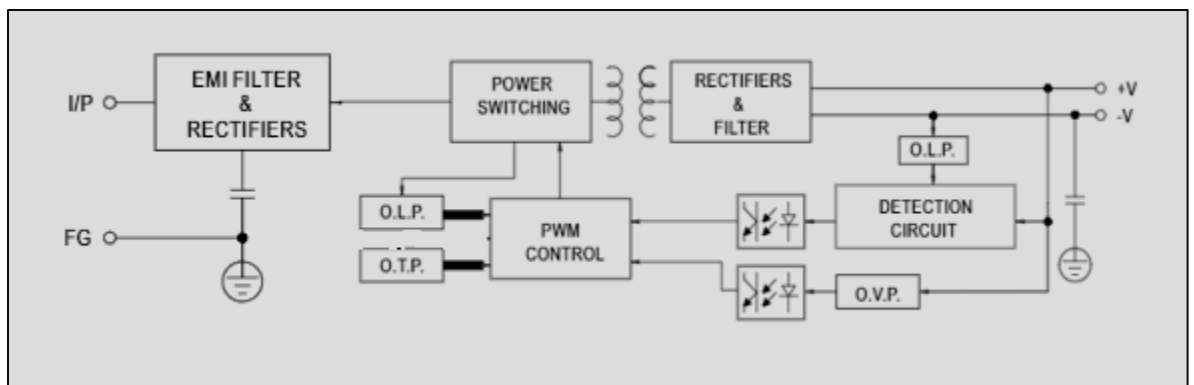 EMI FILTER
&
RECTIFIERS
I/P
POWER
SWITCHING
RECTIFIERS
&
FILTER
+V
-V
O.L.P.
O.L.P.
PWM
CONTROL
DETECTION
CIRCUIT
FG
O.T.P.
O.V.P.